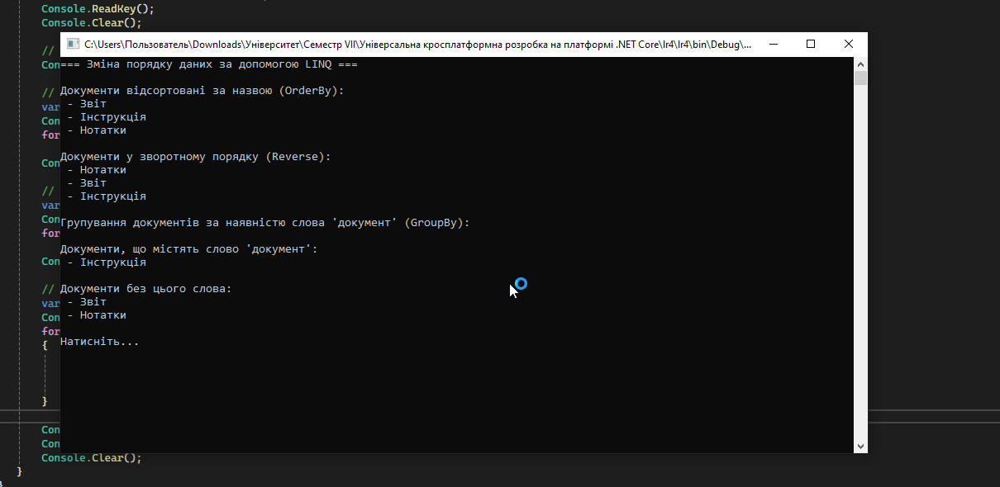 Console.ReadKey();
Console.Clear();
C:\Users\Пользователь\Downloads\Університет\Семестр VII\Універсальна кросплатформна розробка на платформі .NET Core\lr4\lr4\bin\Debug\...
//
Con
=== Зміна порядку даних за допомогою LINQ ===
//
Документи відсортовані за назвою (OrderBy):
var
- Звіт
Con
- Інструкція
for
- Нотатки
Документи у зворотному порядку (Reverse):
Con
- Нотатки
- Звіт
//
- Інструкція
var
Con
Групування документів за наявністю слова 'документ' (GroupBy):
for
Документи, що містять слово 'документ':
Con
- Інструкція
//
Документи без цього слова:
var
- Звіт
Con
- Нотатки
for
{
Натисніть...
}
Con
Con
Console.Clear();
}